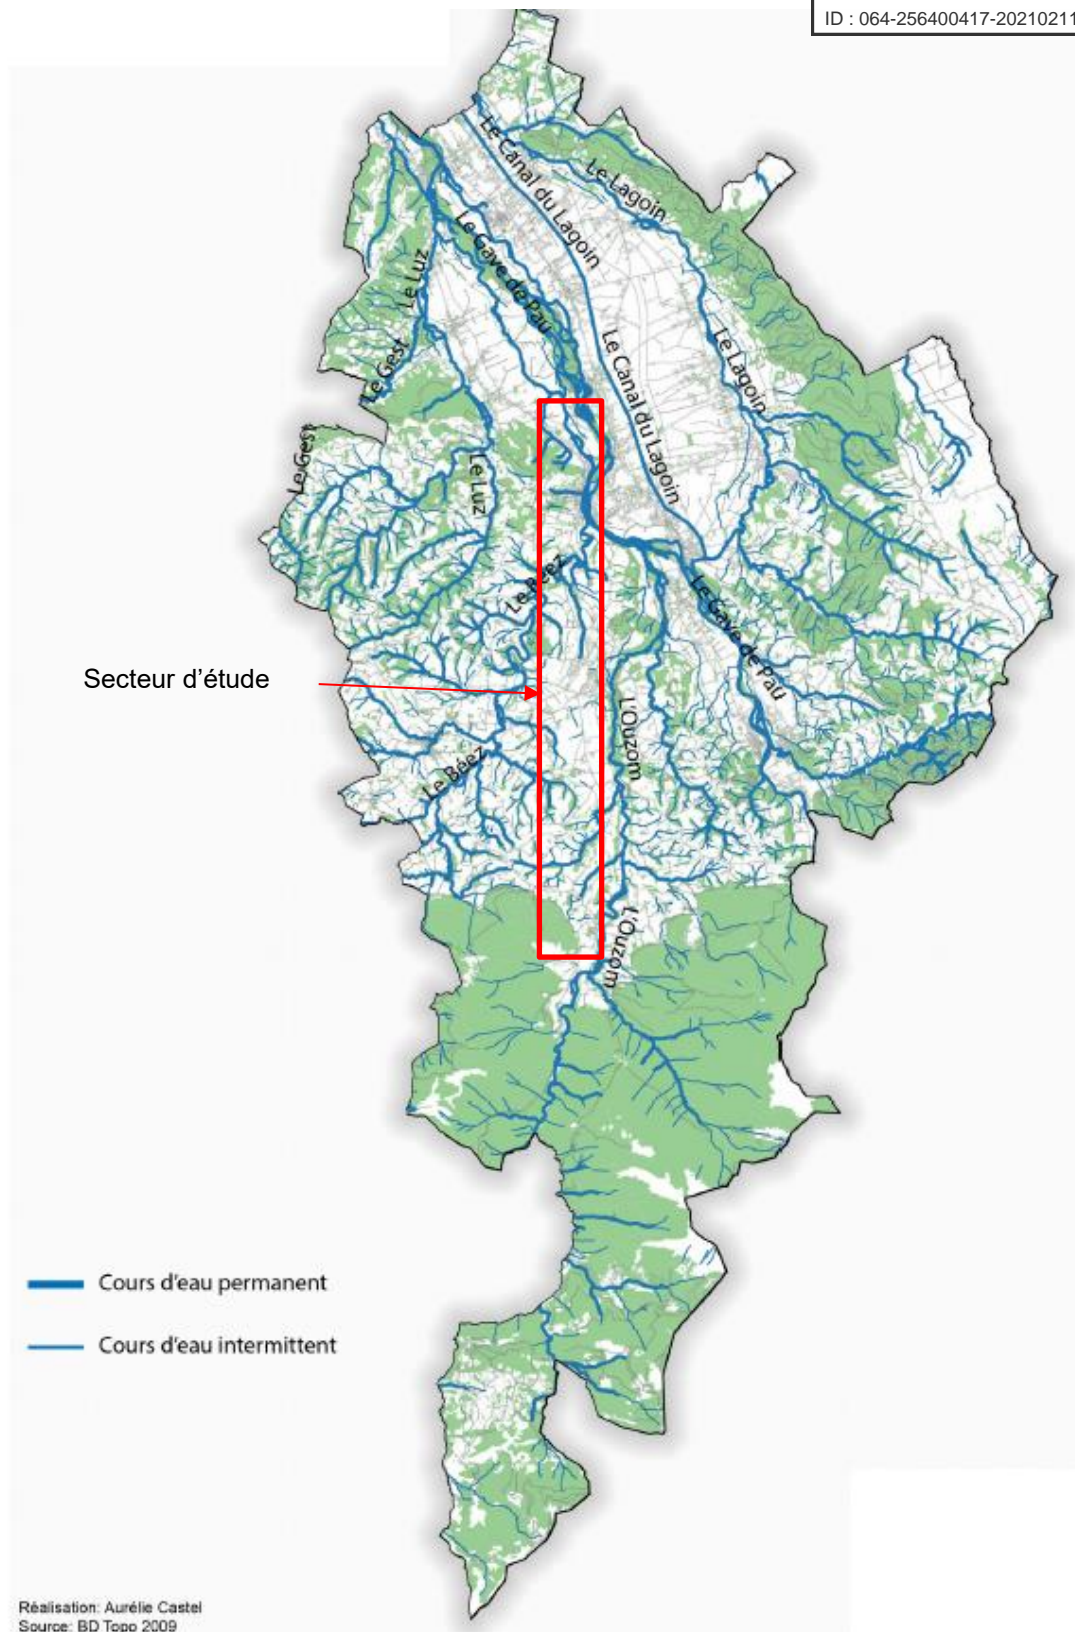 ID : 064-256400417-20210211
Le Canal du Lagoin
Le Lagoin
Le Gave de Pau
Le Luz
Le Canal du Lagoin
Le Lagoin
Le Gest
Le Gest
Le Luz
Le Béez
Le Gave de Pau
Secteur d'étude
L'Ouzom
Le Béez
L'Ouzom
Cours d'eau permanent
Cours d'eau intermittent
Réalisation: Aurélie Castel
Source: BD Topo 2009